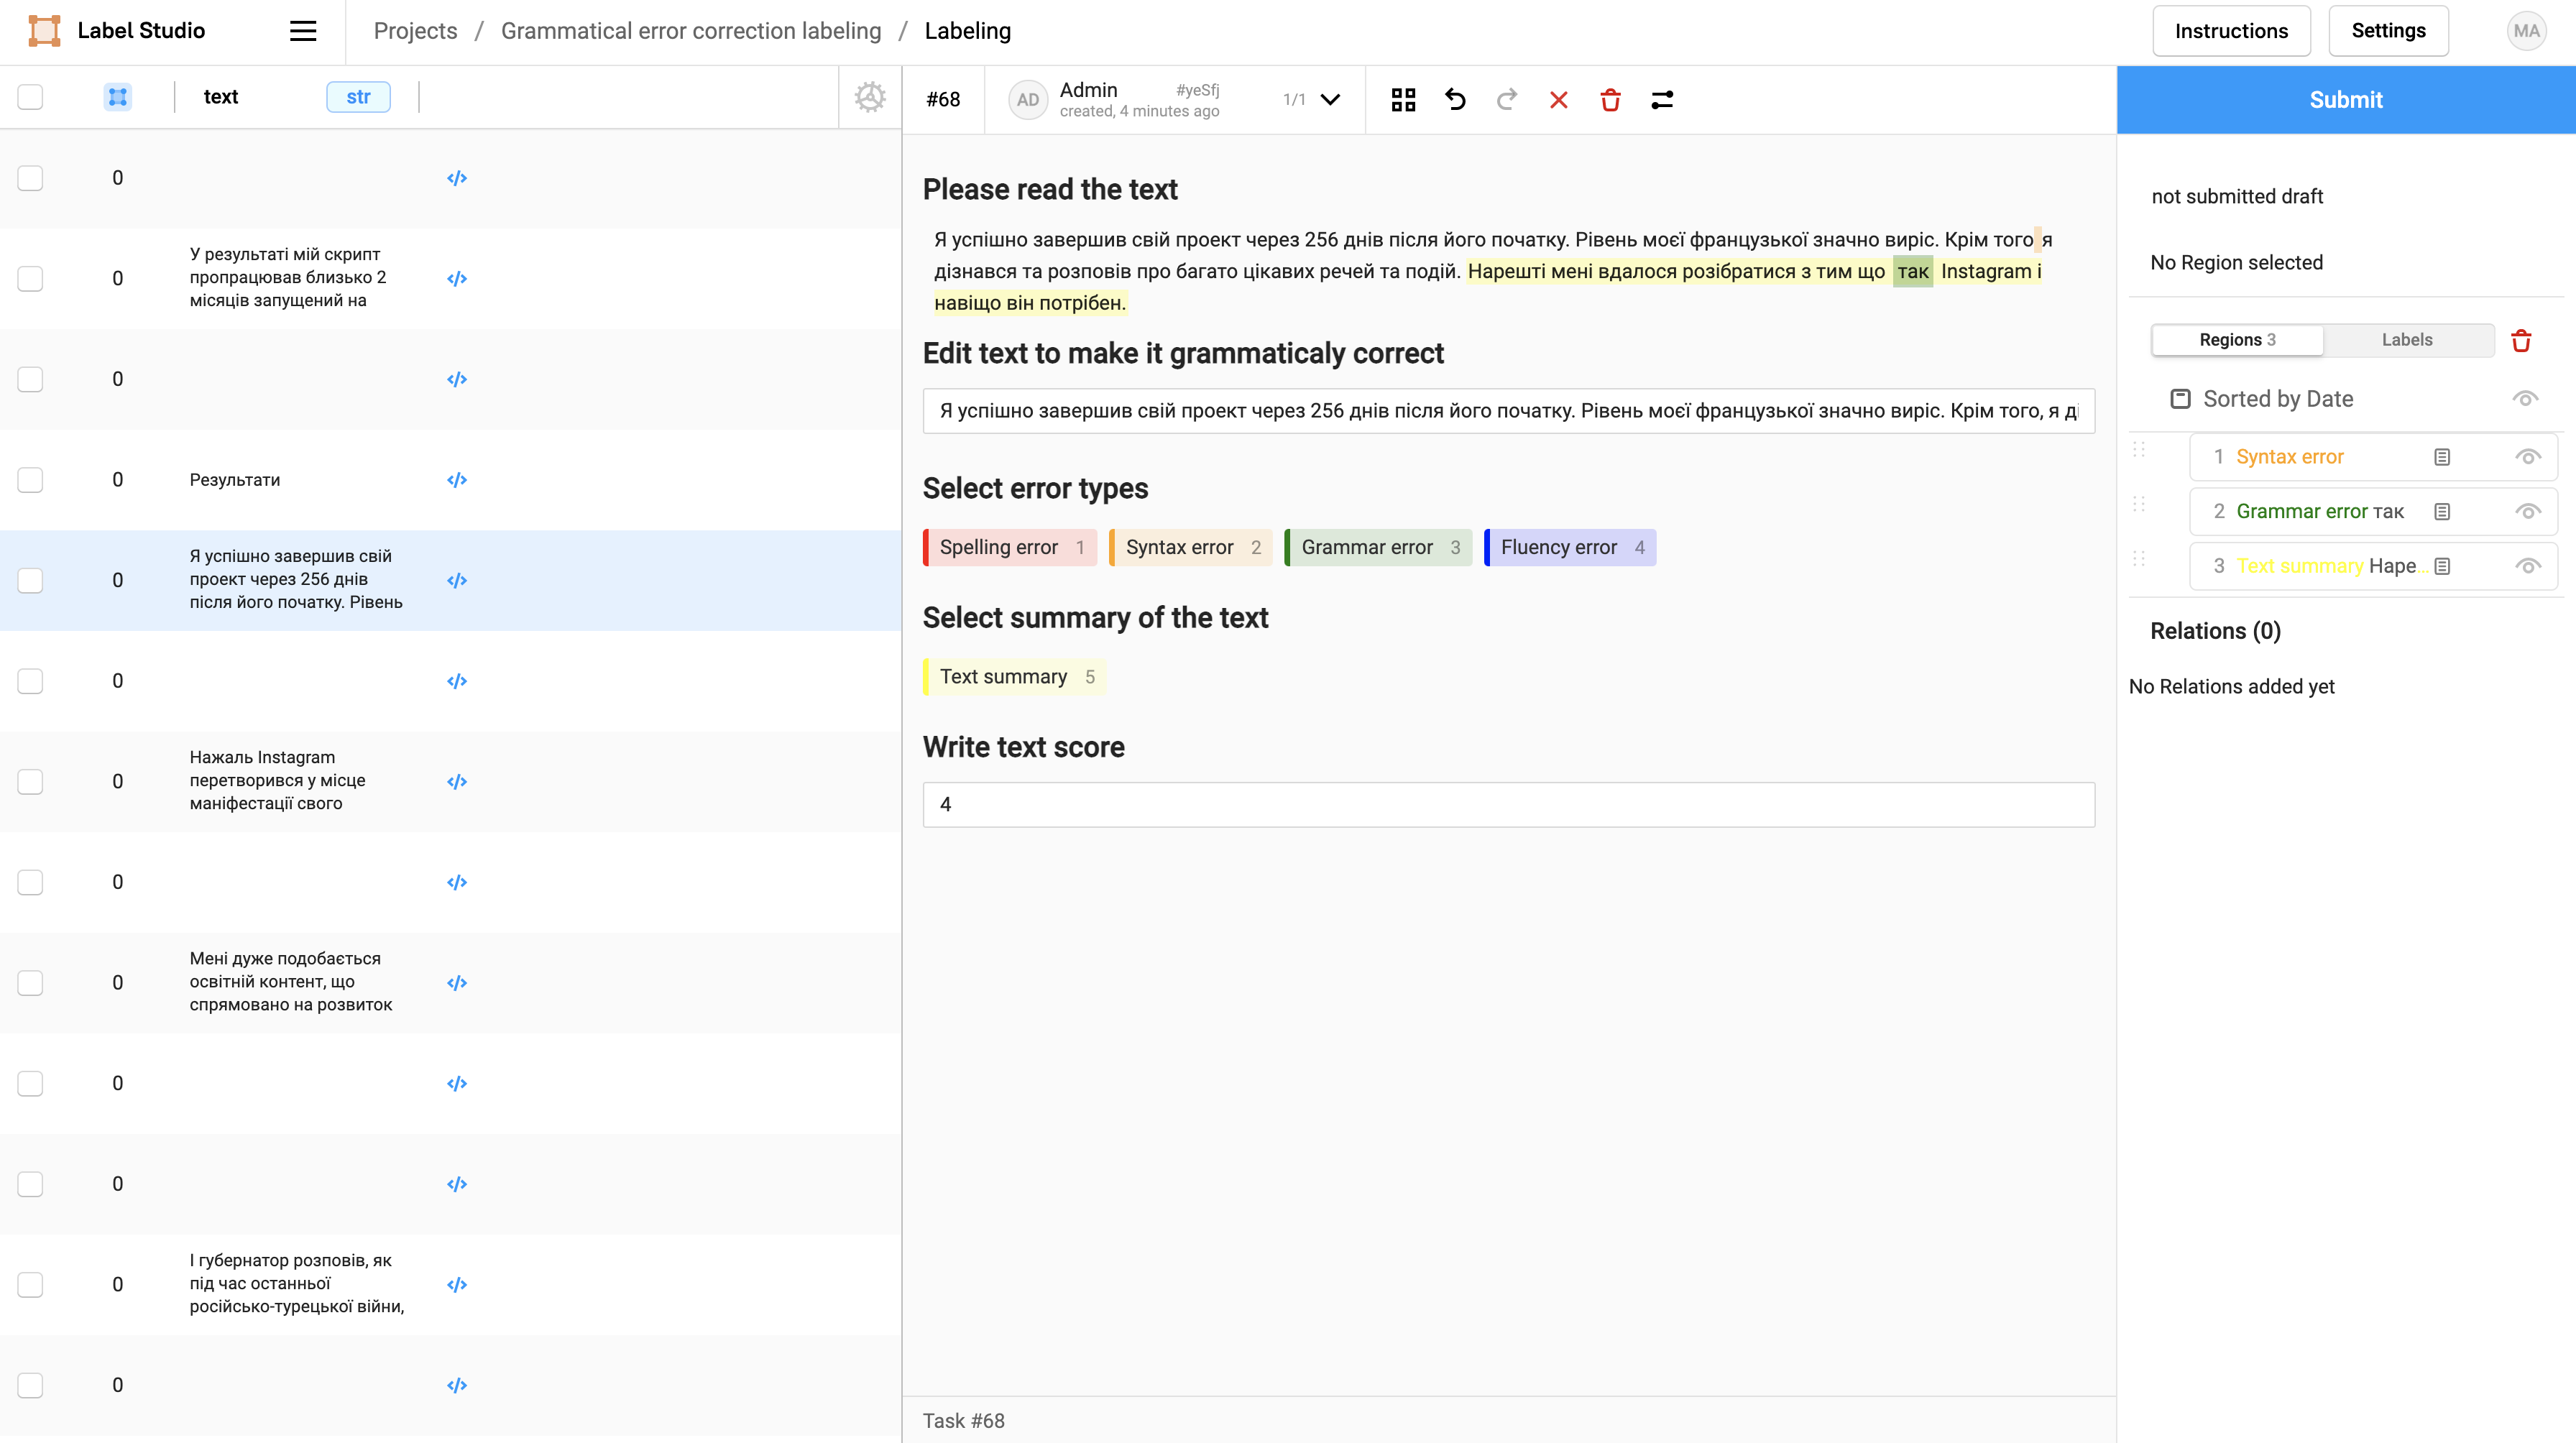 Label Studio
Projects / Grammatical error correction labeling / Labeling
Instructions
Settings
MA
text
str
0
0
У результаті мій скрипт
пропрацював близько 2
місяців запущений на
0
0
Результати
0
Я успішно завершив свій
проект через 256 днів
після його початку. Рівень
0
0
Нажаль Instagram
перетворився у місце
маніфестації свого
0
0
Мені дуже подобається
освітній контент, що
спрямовано на розвиток
0
0
0
І губернатор розповів, як
під час останньої
російсько-турецької війни,
0
#68
AD
Admin #yeSfj
created, 4 minutes ago
1/1
Please read the text
Я успішно завершив свій проект через 256 днів після його початку. Рівень моєї французької значно виріс. Крім того я
дізнався та розповів про багато цікавих речей та подій. Нарешті мені вдалося розібратися з тим що так Instagram і
навіщо він потрібен.
Edit text to make it grammaticaly correct
Я успішно завершив свій проект через 256 днів після його початку. Рівень моєї французької значно виріс. Крім того, я ді
Select error types
Spelling error 1
Syntax error 2
Grammar error 3
Fluency error 4
Select summary of the text
Text summary 5
Write text score
4
Task #68
Submit
not submitted draft
No Region selected
Regions 3
Labels
Sorted by Date
1 Syntax error
2 Grammar error так
3 Text summary Наре...
Relations (0)
No Relations added yet